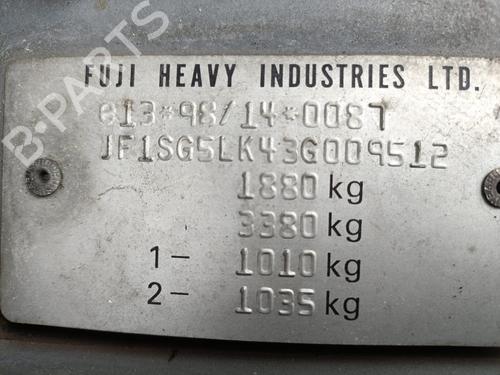 B-PARTS
FUJI HEAVY INDUSTRIES LTD.
e13*98/14*0087
JF1SG5LK43G009512
1880 kg
3380 kg
1- 1010 kg
2- 1035 kg